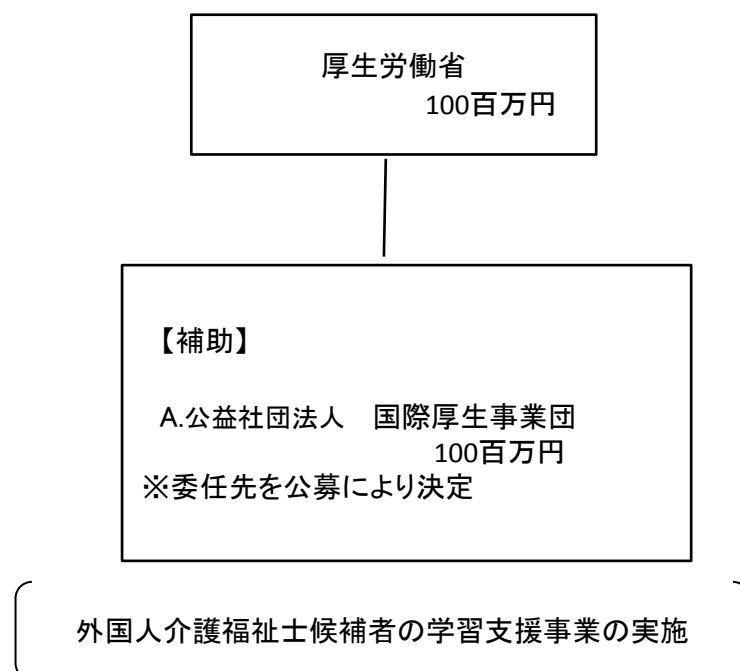 厚生労働省
100百万円
【補助】
A.公益社団法人　国際厚生事業団
100百万円
※委任先を公募により決定
外国人介護福祉士候補者の学習支援事業の実施